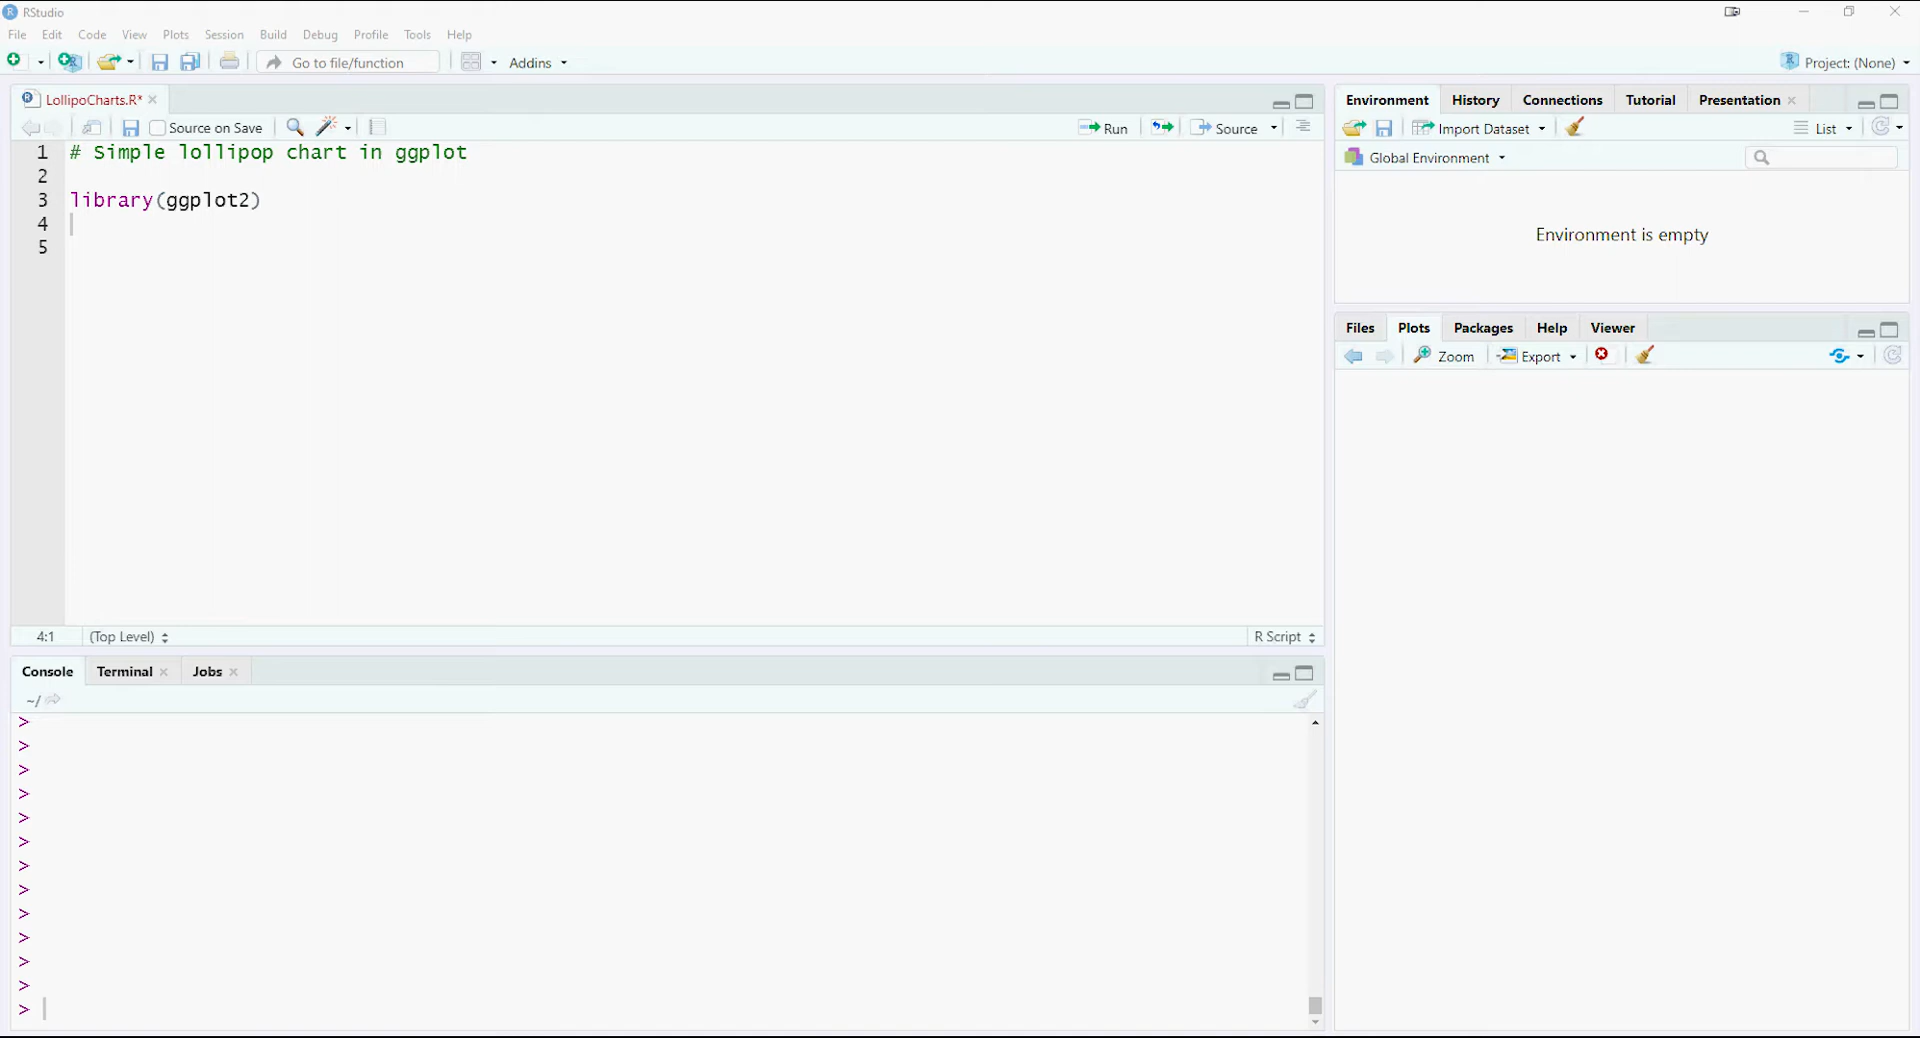 RStudio
File Edit Code View Plots Session Build Debug Profile Tools Help
Go to file/function Addins Project: (None)
LollipoCharts.R*
Source on Save Run Source
1 # Simple lollipop chart in ggplot
2
3 library(ggplot2)
4
5
4:1 (Top Level) R Script
Console Terminal Jobs
~/
>
>
>
>
>
>
>
>
>
>
>
>
>
Environment History Connections Tutorial Presentation
Import Dataset List
Global Environment
Environment is empty
Files Plots Packages Help Viewer
Zoom Export